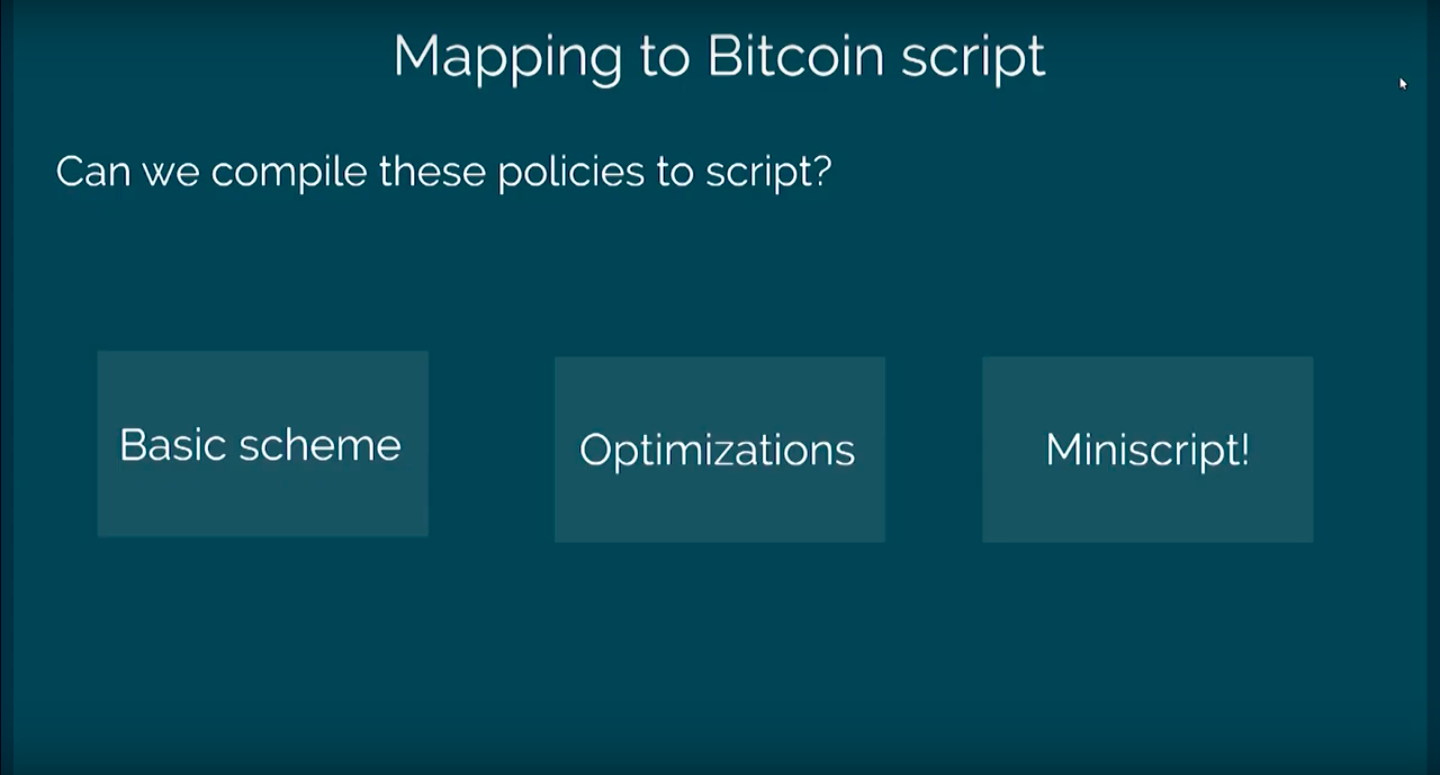 Mapping to Bitcoin script
Can we compile these policies to script?
Basic scheme
Optimizations
Miniscript!